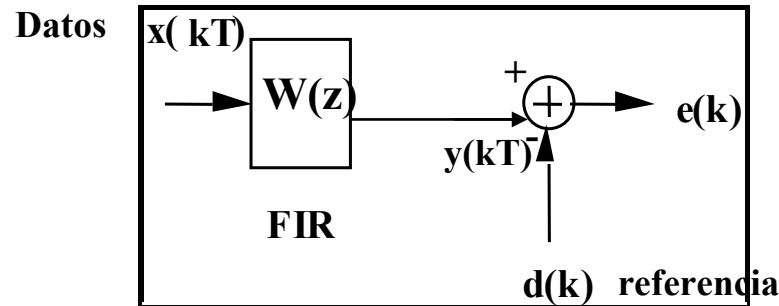 Datos
x( kT)
W(z)
+
+
e(k)
y(kT)
-
FIR
d(k) referencia